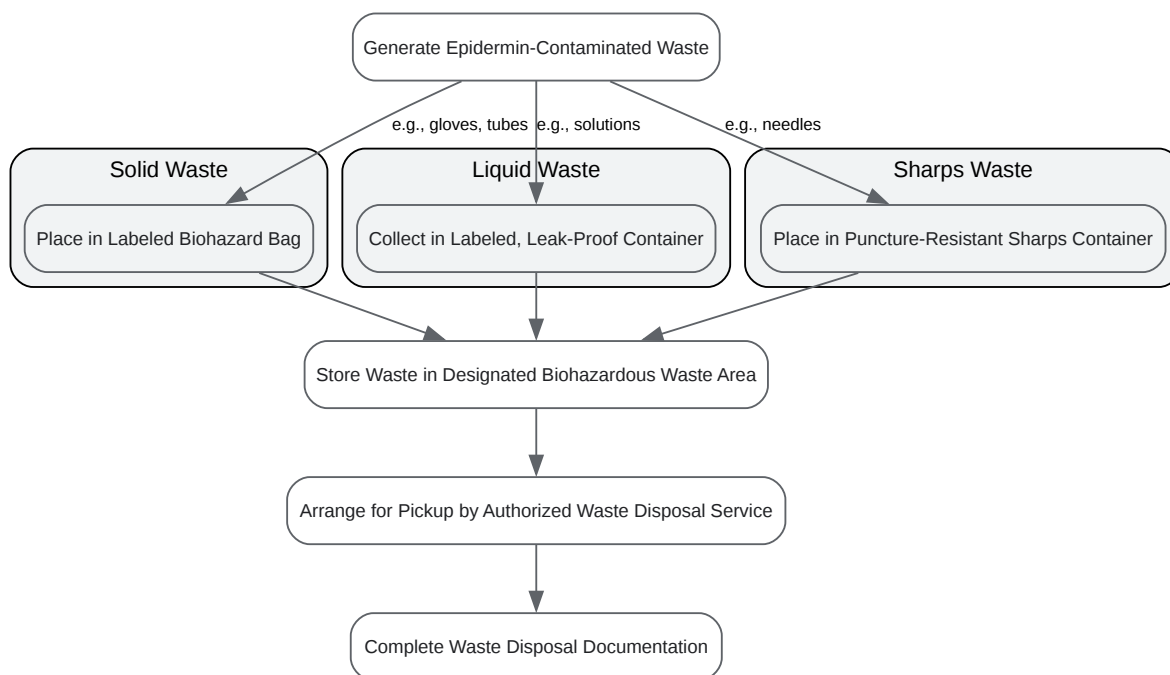 Generate Epidermin-Contaminated Waste
e.g., gloves, tubes
e.g., solutions
e.g., needles
Solid Waste
Liquid Waste
Sharps Waste
Place in Labeled Biohazard Bag
Collect in Labeled, Leak-Proof Container
Place in Puncture-Resistant Sharps Container
Store Waste in Designated Biohazardous Waste Area
Arrange for Pickup by Authorized Waste Disposal Service
Complete Waste Disposal Documentation